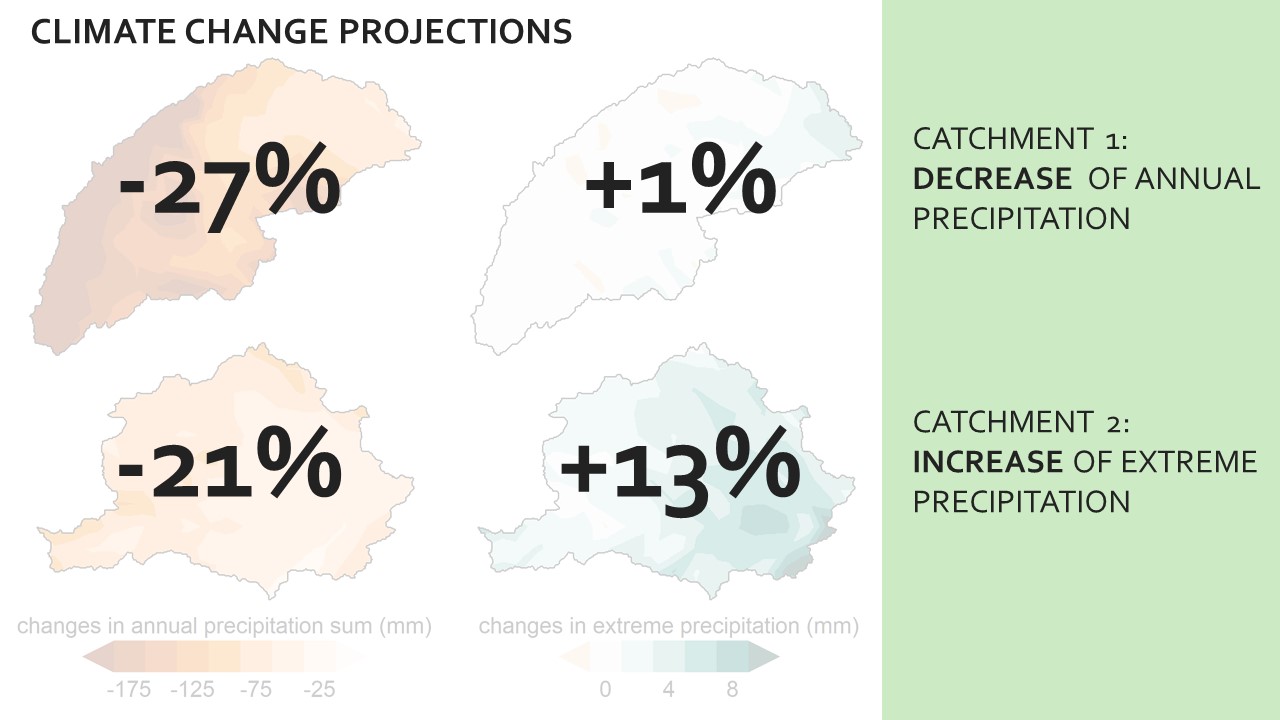 CLIMATE CHANGE PROJECTIONS
-27%
+1%
CATCHMENT 1:
DECREASE OF ANNUAL
PRECIPITATION
-21%
+13%
CATCHMENT 2:
INCREASE OF EXTREME
PRECIPITATION
changes in annual precipitation sum (mm)
-175 -125 -75 -25
changes in extreme precipitation (mm)
0 4 8